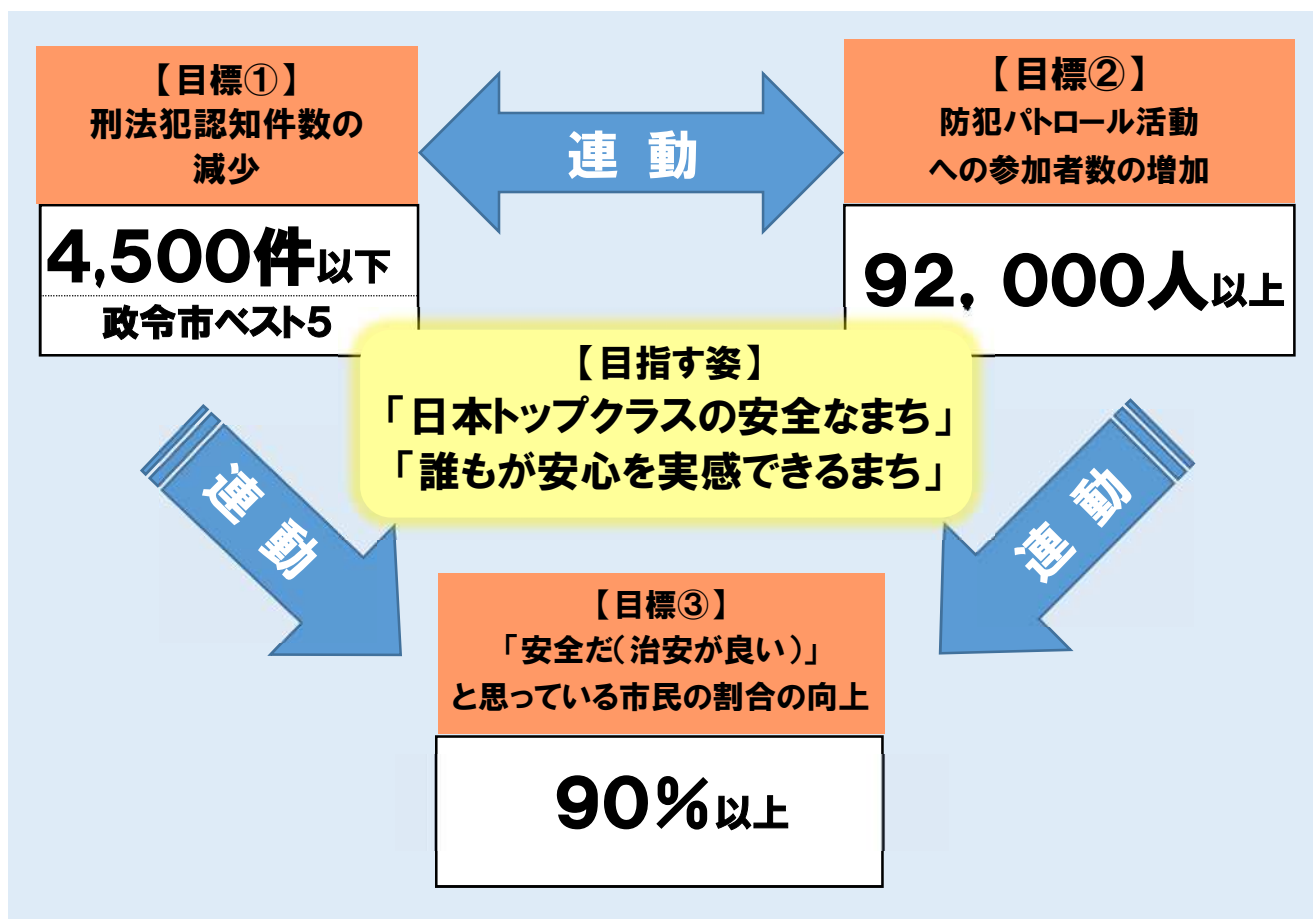 【目標①】
刑法犯認知件数の
減少
4,500件以下
政令市ベスト5
連 動
【目標②】
防犯パトロール活動
への参加者数の増加
92，000人以上
【目指す姿】
「日本トップクラスの安全なまち」
「誰もが安心を実感できるまち」
連 動
連 動
【目標③】
「安全だ（治安が良い）」
と思っている市民の割合の向上
90%以上